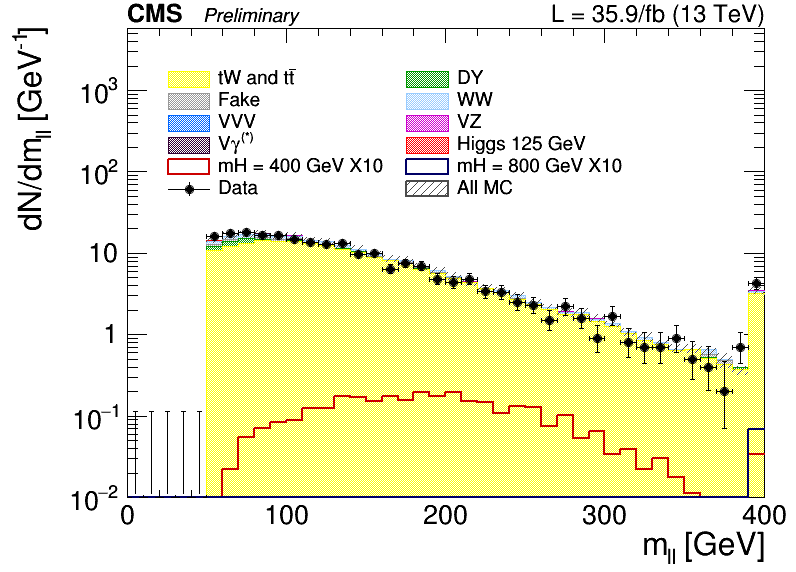 CMS Preliminary L = 35.9/fb (13 TeV)
dN/dm_ll [GeV⁻¹]
tW and tt̄ DY
Fake WW
VVV VZ
Vγ⁽*⁾ Higgs 125 GeV
mH = 400 GeV X10 mH = 800 GeV X10
Data All MC
10³
10²
10
1
10⁻¹
10⁻²
0 100 200 300 400
m_ll [GeV]